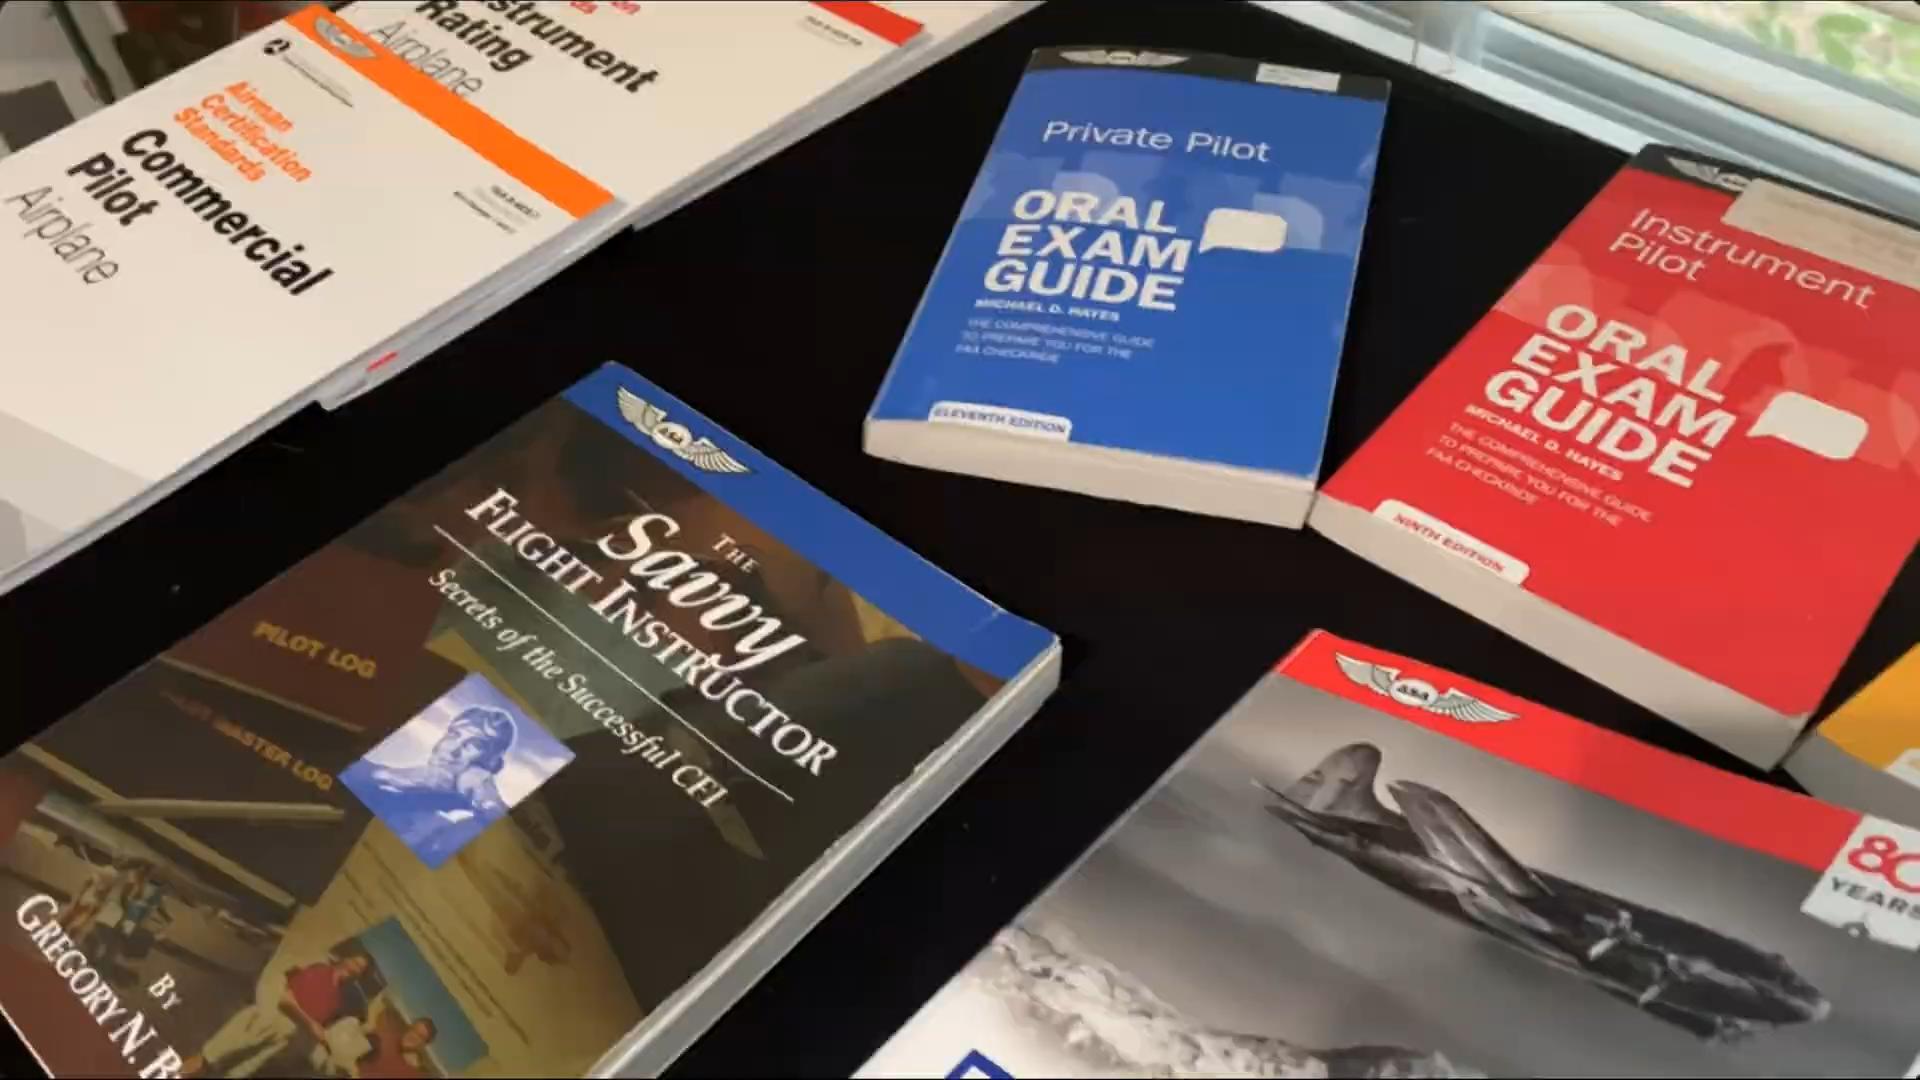 Instrument
Rating
Airplane
Airman
Certification
Standards
Commercial
Pilot
Airplane
Private Pilot
ORAL
EXAM
GUIDE
MICHAEL D. HAYES
THE COMPREHENSIVE GUIDE
TO PREPARE YOU FOR THE
FAA CHECKRIDE
ELEVENTH EDITION
Instrument
Pilot
ORAL
EXAM
GUIDE
MICHAEL D. HAYES
THE COMPREHENSIVE GUIDE
TO PREPARE YOU FOR THE
FAA CHECKRIDE
NINTH EDITION
ASA
THE
Savvy
FLIGHT INSTRUCTOR
Secrets of the Successful CFI
PILOT LOG
MASTER LOG
BY
GREGORY N.
ASA
80
YEARS